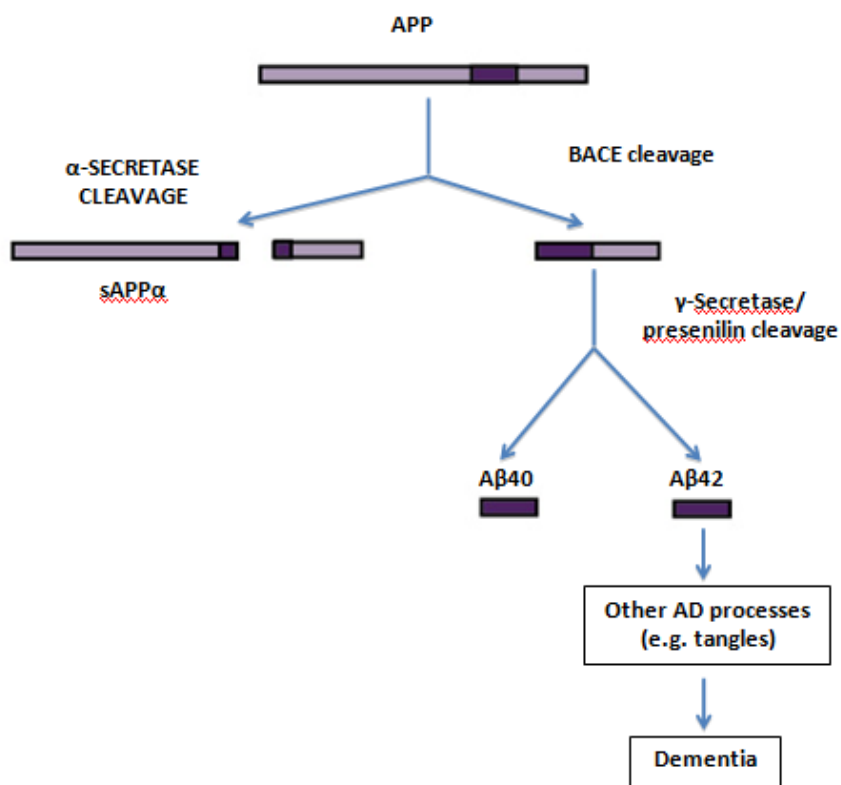 APP
α-SECRETASE
CLEAVAGE
BACE cleavage
sAPPα
γ-Secretase/
presenilin cleavage
Aβ40
Aβ42
Other AD processes
(e.g. tangles)
Dementia